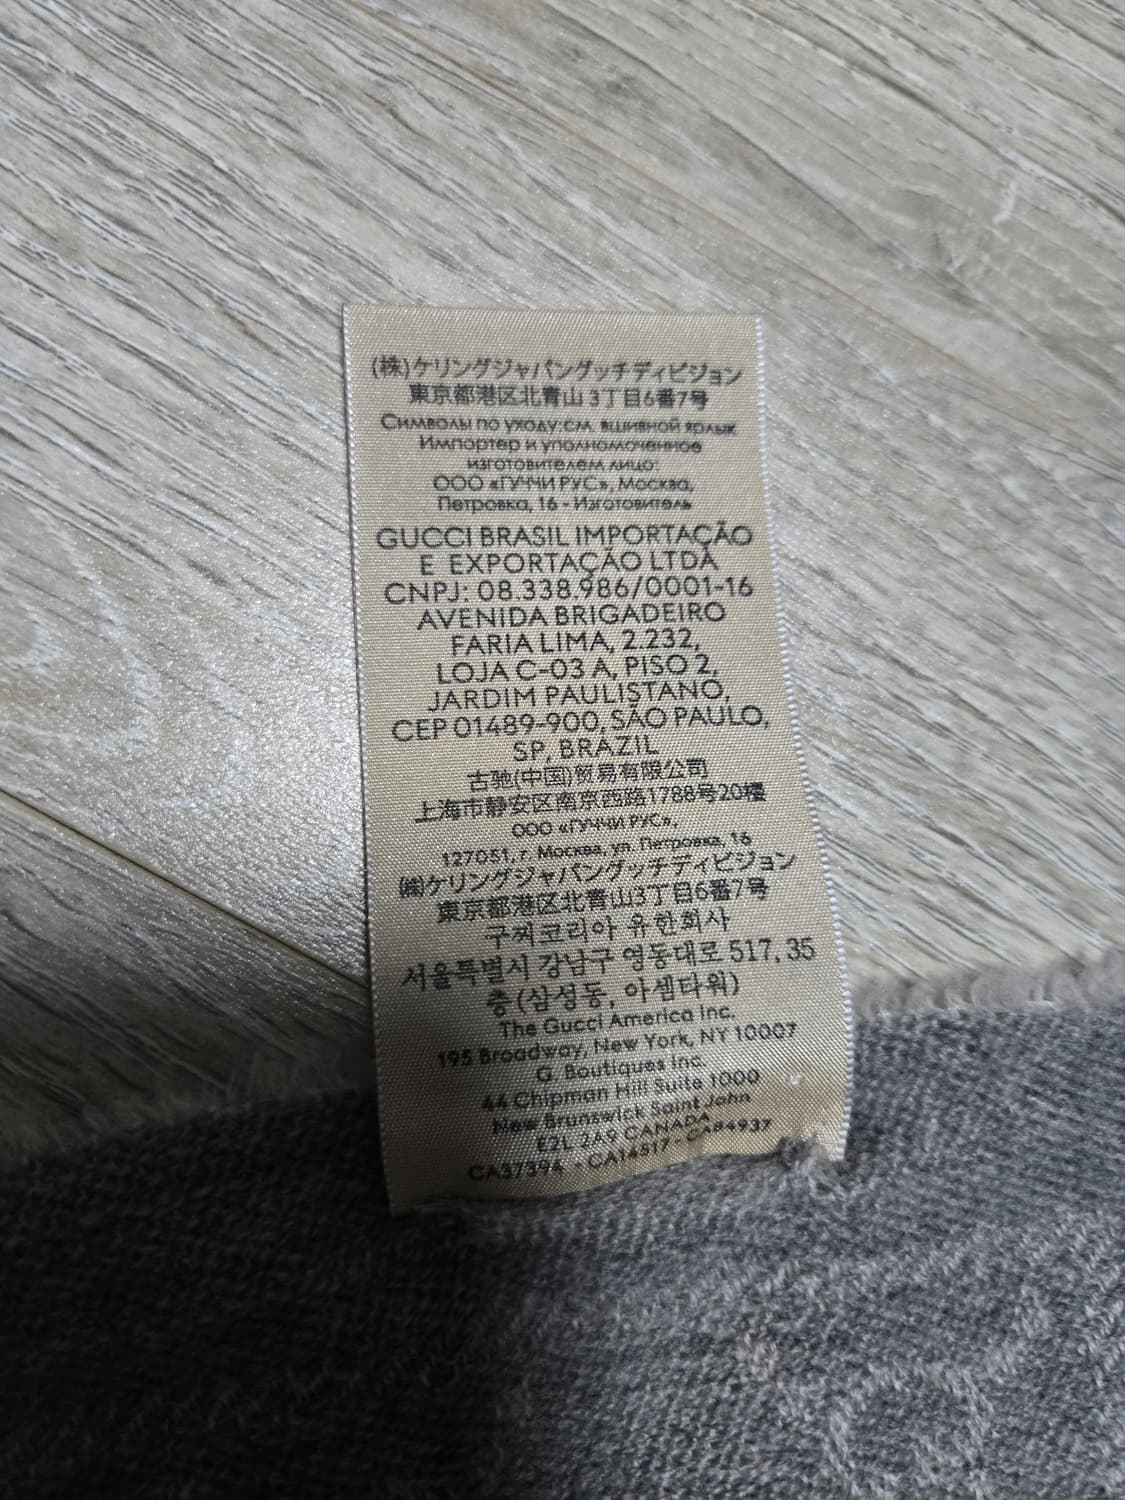 (株)ケリングジャパングッチディビジョン
東京都港区北青山3丁目6番7号
Символы по уходу:см. вшивной ярлык
Импортер и уполномоченное
изготовителем лицо:
ООО «ГУЧЧИ РУС», Москва,
Петровка, 16 - Изготовитель
GUCCI BRASIL IMPORTAÇÃO
E EXPORTAÇÃO LTDA
CNPJ: 08.338.986/0001-16
AVENIDA BRIGADEIRO
FARIA LIMA, 2.232,
LOJA C-03 A, PISO 2,
JARDIM PAULISTANO,
CEP 01489-900, SÃO PAULO,
SP, BRAZIL
古驰(中国)贸易有限公司
上海市静安区南京西路1788号20楼
ООО «ГУЧЧИ РУС»,
127051, г. Москва, ул. Петровка, 16
㈱ケリングジャパングッチディビジョン
東京都港区北青山3丁目6番7号
구찌코리아 유한회사
서울특별시 강남구 영동대로 517, 35
층(삼성동, 아셈타워)
The Gucci America Inc.
195 Broadway, New York, NY 10007
G. Boutiques Inc.
44 Chipman Hill Suite 1000
New Brunswick Saint John
E2L 2A9 CANADA
CA37394 - CA14517 - CA84937